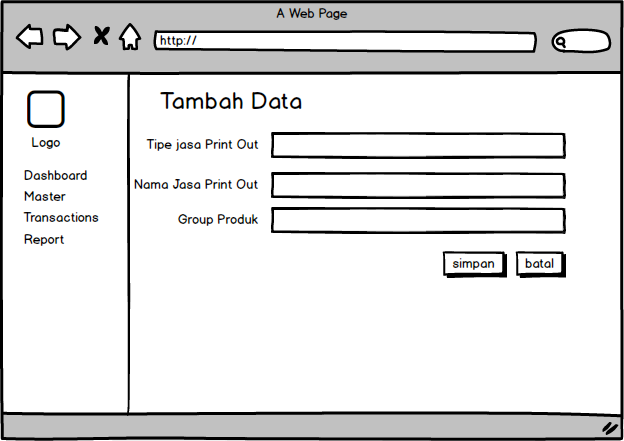 A Web Page
http://
Logo
Dashboard
Master
Transactions
Report
Tambah Data
Tipe jasa Print Out
Nama Jasa Print Out
Group Produk
simpan
batal